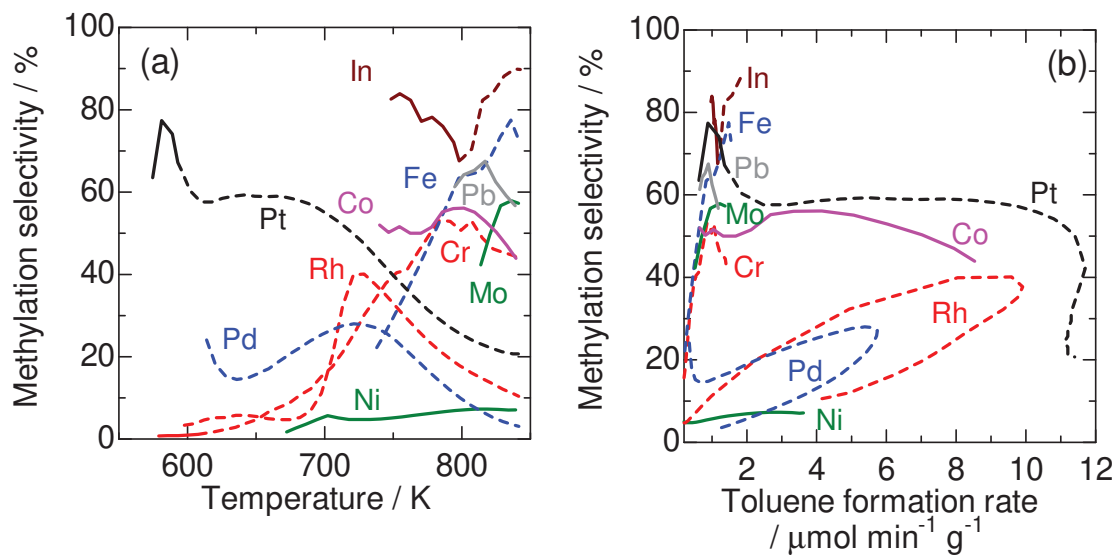 (a)
Methylation selectivity / %
100
80
60
40
20
0
In
Fe
Pb
Co
Pt
Mo
Cr
Rh
Pd
Ni
600
700
800
Temperature / K
(b)
Methylation selectivity / %
100
80
60
40
20
0
In
Fe
Pb
Pt
Mo
Co
Cr
Rh
Pd
Ni
2
4
6
8
10
12
Toluene formation rate
/ μmol min⁻¹ g⁻¹